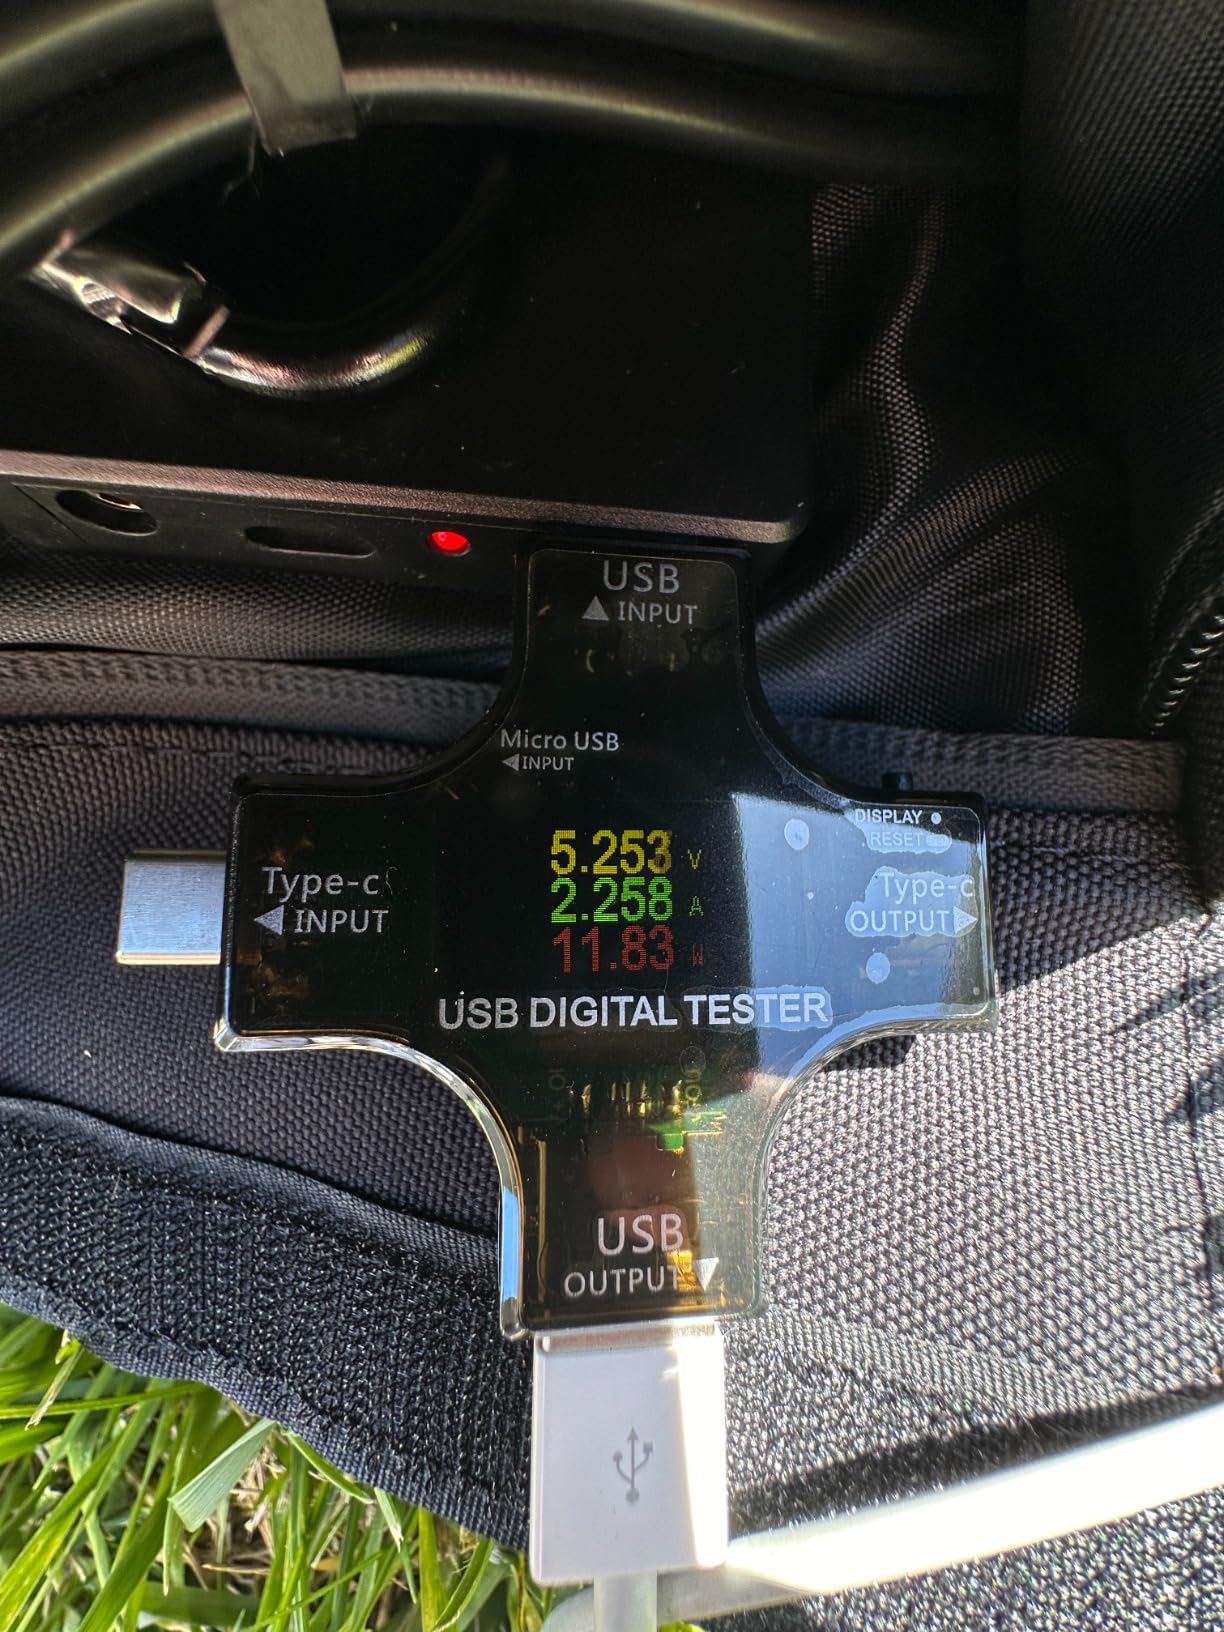 USB
▲ INPUT
Micro USB
◀INPUT
DISPLAY
RESET
5.253 V
2.258 A
11.83 W
Type-c
◀ INPUT
Type-c
OUTPUT▶
USB DIGITAL TESTER
USB
OUTPUT▼